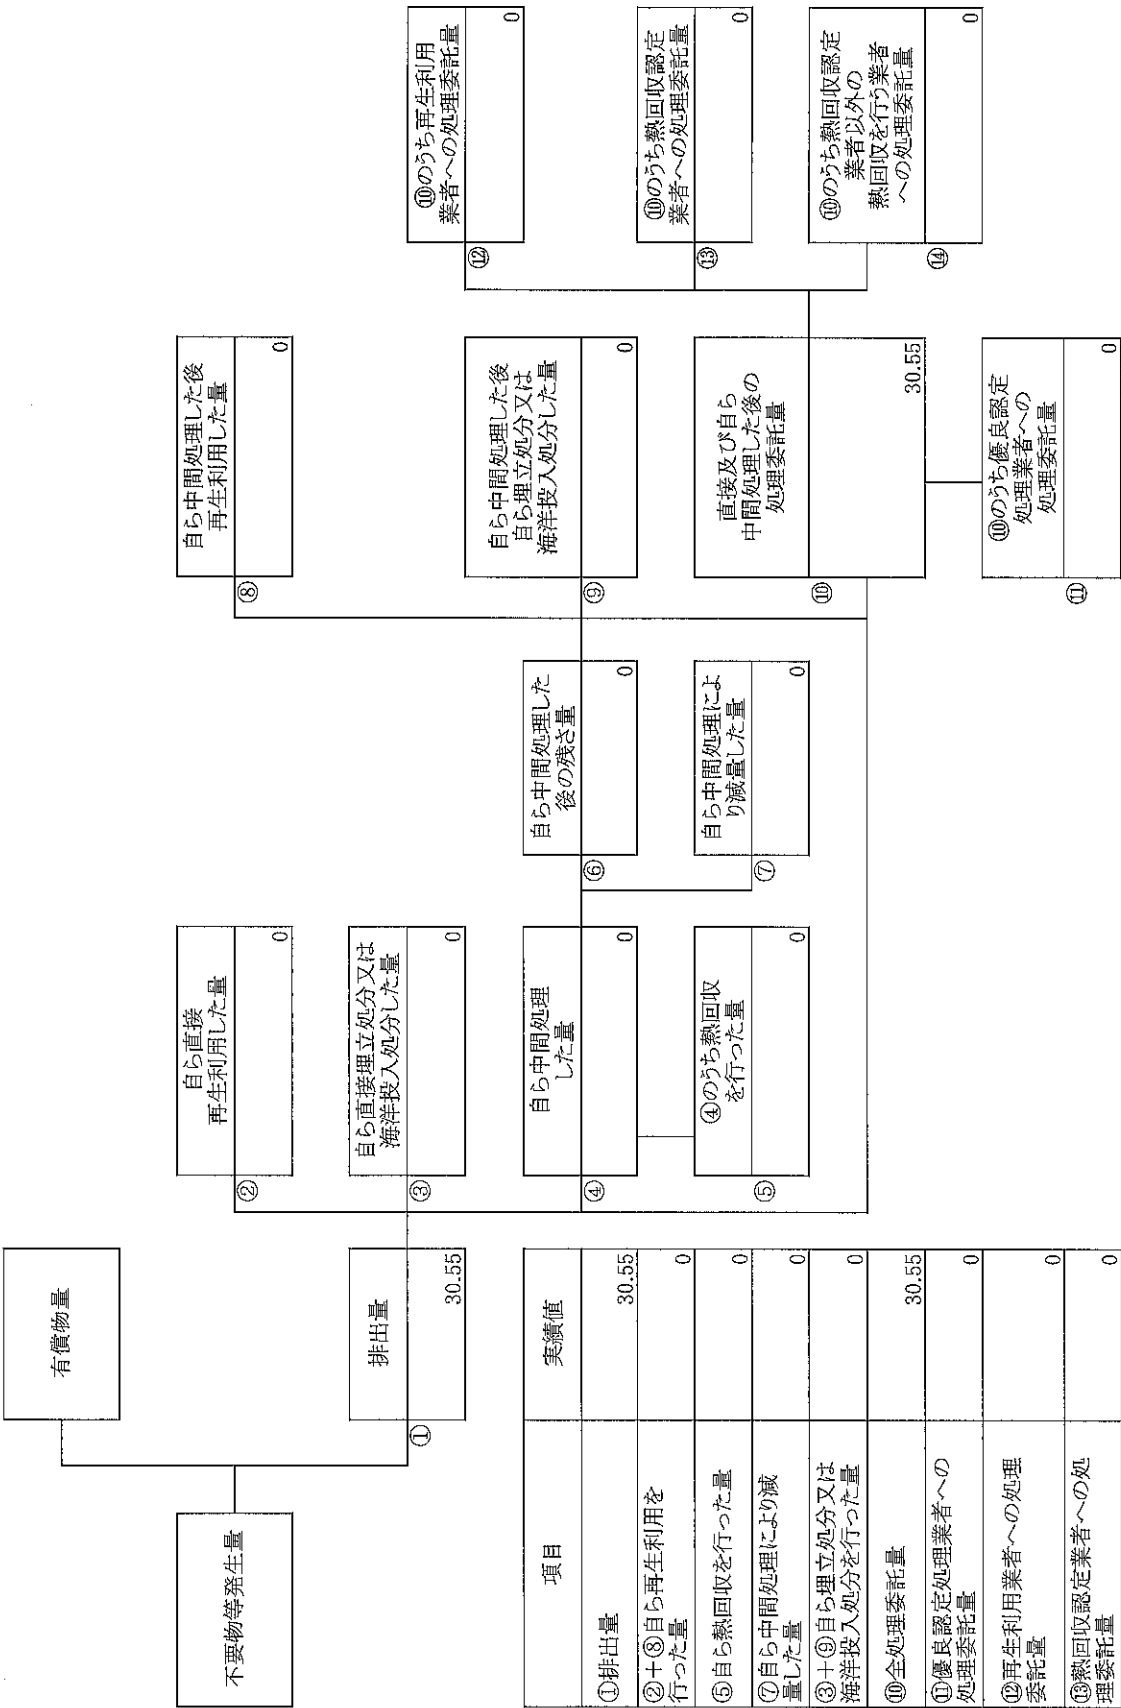 不要物等発生量
有償物量
排出量
①
30.55
自ら直接
再生利用した量
②
0
自ら直接埋立処分又は
海洋投入処分した量
③
0
自ら中間処理
した量
④
0
④のうち熱回収
を行った量
⑤
0
自ら中間処理した
後の残さ量
⑥
0
自ら中間処理によ
り減量した量
⑦
0
自ら中間処理した後
再生利用した量
⑧
0
自ら中間処理した後
自ら埋立処分又は
海洋投入処分した量
⑨
0
直接及び自ら
中間処理した後の
処理委託量
⑩
30.55
⑩のうち優良認定
処理業者への
処理委託量
⑪
0
⑩のうち再生利用
業者への処理委託量
⑫
0
⑩のうち熱回収認定
業者への処理委託量
⑬
0
⑩のうち熱回収認定
業者以外の
熱回収を行う業者
への処理委託量
⑭
0
項目 実績値
①排出量 30.55
②+⑧自ら再生利用を
行った量 0
⑤自ら熱回収を行った量 0
⑦自ら中間処理により減
量した量 0
③+⑨自ら埋立処分又は
海洋投入処分を行った量 0
⑩全処理委託量 30.55
⑪優良認定処理業者への
処理委託量 0
⑫再生利用業者への処理
委託量 0
⑬熱回収認定業者への処
理委託量 0